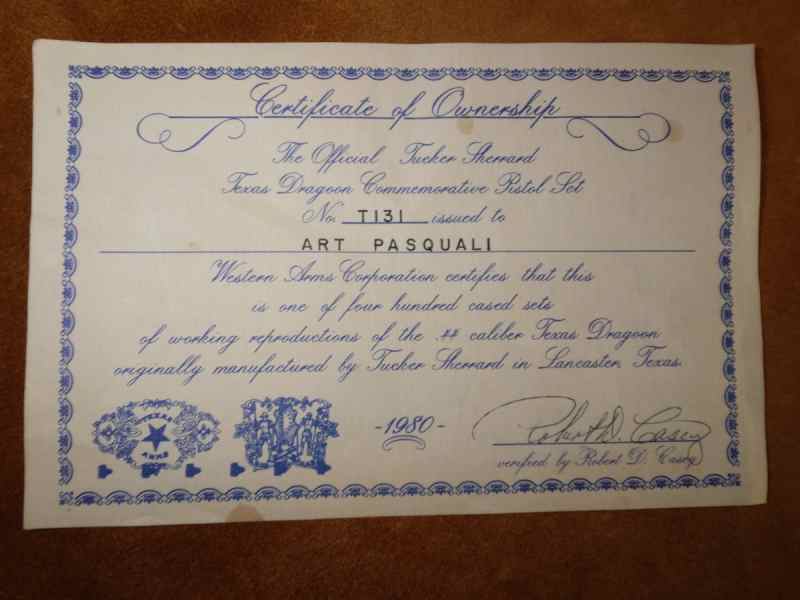 Certificate of Ownership
The Official Tucker Sherrard
Texas Dragoon Commemorative Pistol Set
No. T131 issued to
ART PASQUALI
Western Arms Corporation certifies that this
is one of four hundred cased sets
of working reproductions of the .44 caliber Texas Dragoon
originally manufactured by Tucker Sherrard in Lancaster, Texas.
TEXAS
ARMS
-1980-
Robert D. Casey
verified by Robert D. Casey